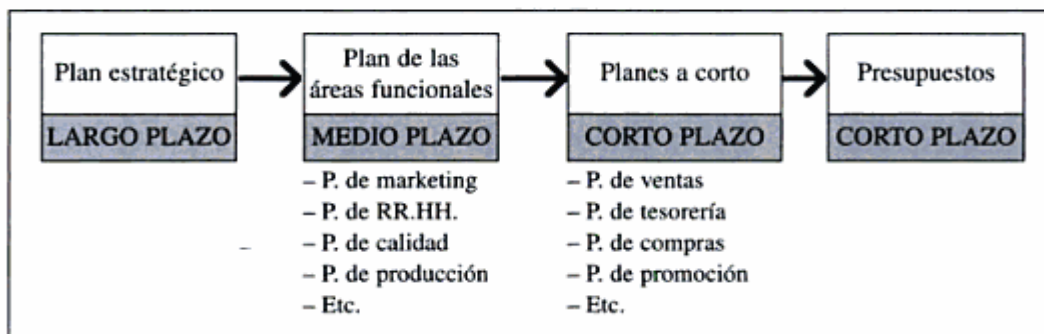 Plan estratégico
LARGO PLAZO
Plan de las
áreas funcionales
MEDIO PLAZO
– P. de marketing
– P. de RR.HH.
– P. de calidad
– P. de producción
– Etc.
Planes a corto
CORTO PLAZO
– P. de ventas
– P. de tesorería
– P. de compras
– P. de promoción
– Etc.
Presupuestos
CORTO PLAZO